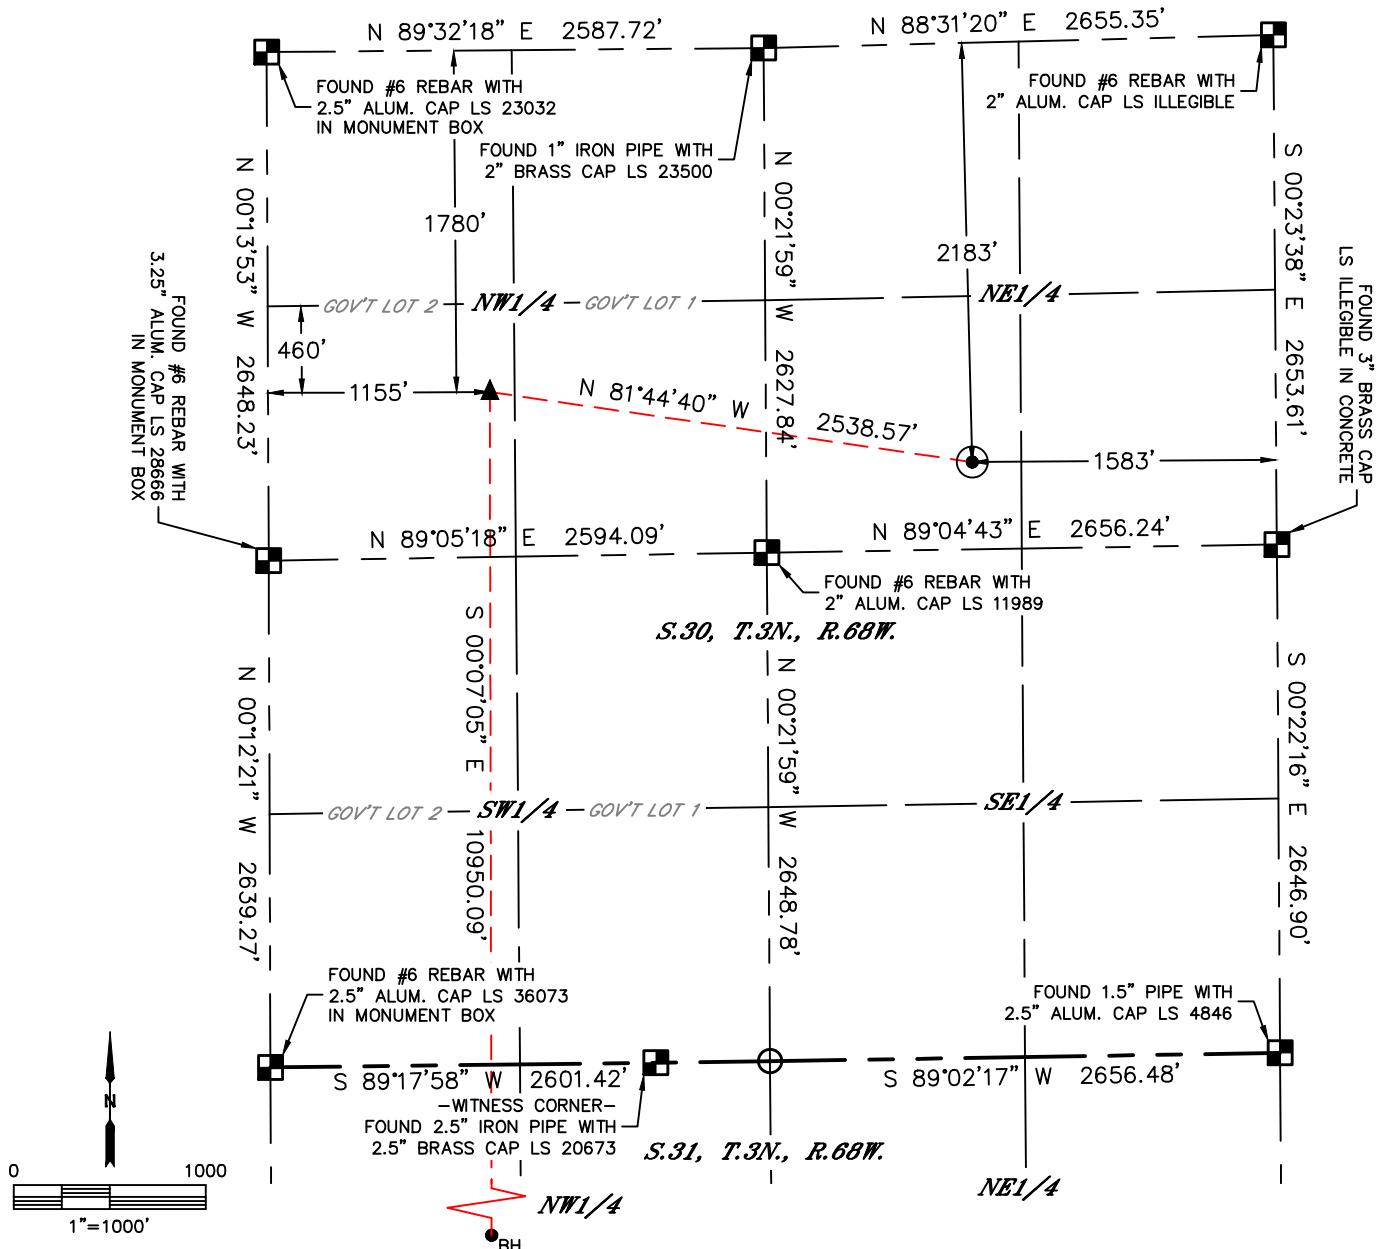 N 89°32'18" E 2587.72'
N 88°31'20" E 2655.35'
FOUND #6 REBAR WITH
2.5" ALUM. CAP LS 23032
IN MONUMENT BOX
FOUND 1" IRON PIPE WITH
2" BRASS CAP LS 23500
FOUND #6 REBAR WITH
2" ALUM. CAP LS ILLEGIBLE
N 00°13'53" W 2648.23'
N 00°21'59" W 2627.84'
S 00°23'38" E 2653.61'
1780'
2183'
FOUND #6 REBAR WITH
3.25" ALUM. CAP LS 28666
IN MONUMENT BOX
FOUND 3" BRASS CAP
LS ILLEGIBLE IN CONCRETE
GOV'T LOT 2
NW1/4
GOV'T LOT 1
NE1/4
460'
1155'
N 81°44'40" W 2538.57'
1583'
N 89°05'18" E 2594.09'
N 89°04'43" E 2656.24'
FOUND #6 REBAR WITH
2" ALUM. CAP LS 11989
S.30, T.3N., R.68W.
N 00°12'21" W 2639.27'
S 00°07'05" E 10950.09'
N 00°21'59" W 2648.78'
S 00°22'16" E 2646.90'
GOV'T LOT 2
SW1/4
GOV'T LOT 1
SE1/4
FOUND #6 REBAR WITH
2.5" ALUM. CAP LS 36073
IN MONUMENT BOX
FOUND 1.5" PIPE WITH
2.5" ALUM. CAP LS 4846
S 89°17'58" W 2601.42'
S 89°02'17" W 2656.48'
-WITNESS CORNER-
FOUND 2.5" IRON PIPE WITH
2.5" BRASS CAP LS 20673
S.31, T.3N., R.68W.
N
0 1000
1"=1000'
NW1/4
NE1/4
BH